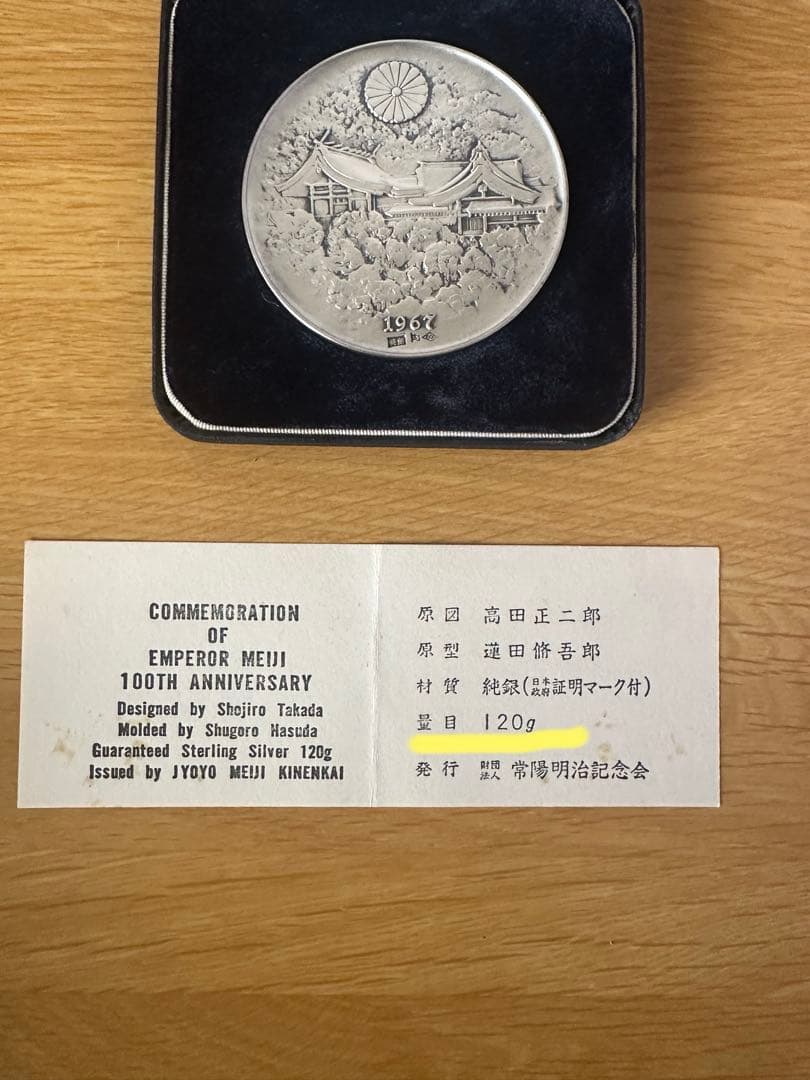 1967
純銀
COMMEMORATION
OF
EMPEROR MEIJI
100TH ANNIVERSARY
Designed by Shojiro Takada
Molded by Shugoro Hasuda
Guaranteed Sterling Silver 120g
Issued by JYOYO MEIJI KINENKAI
原図 高田正二郎
原型 蓮田脩吾郎
材質 純銀(日本政府証明マーク付)
量目 120g
発行 財団法人 常陽明治記念会